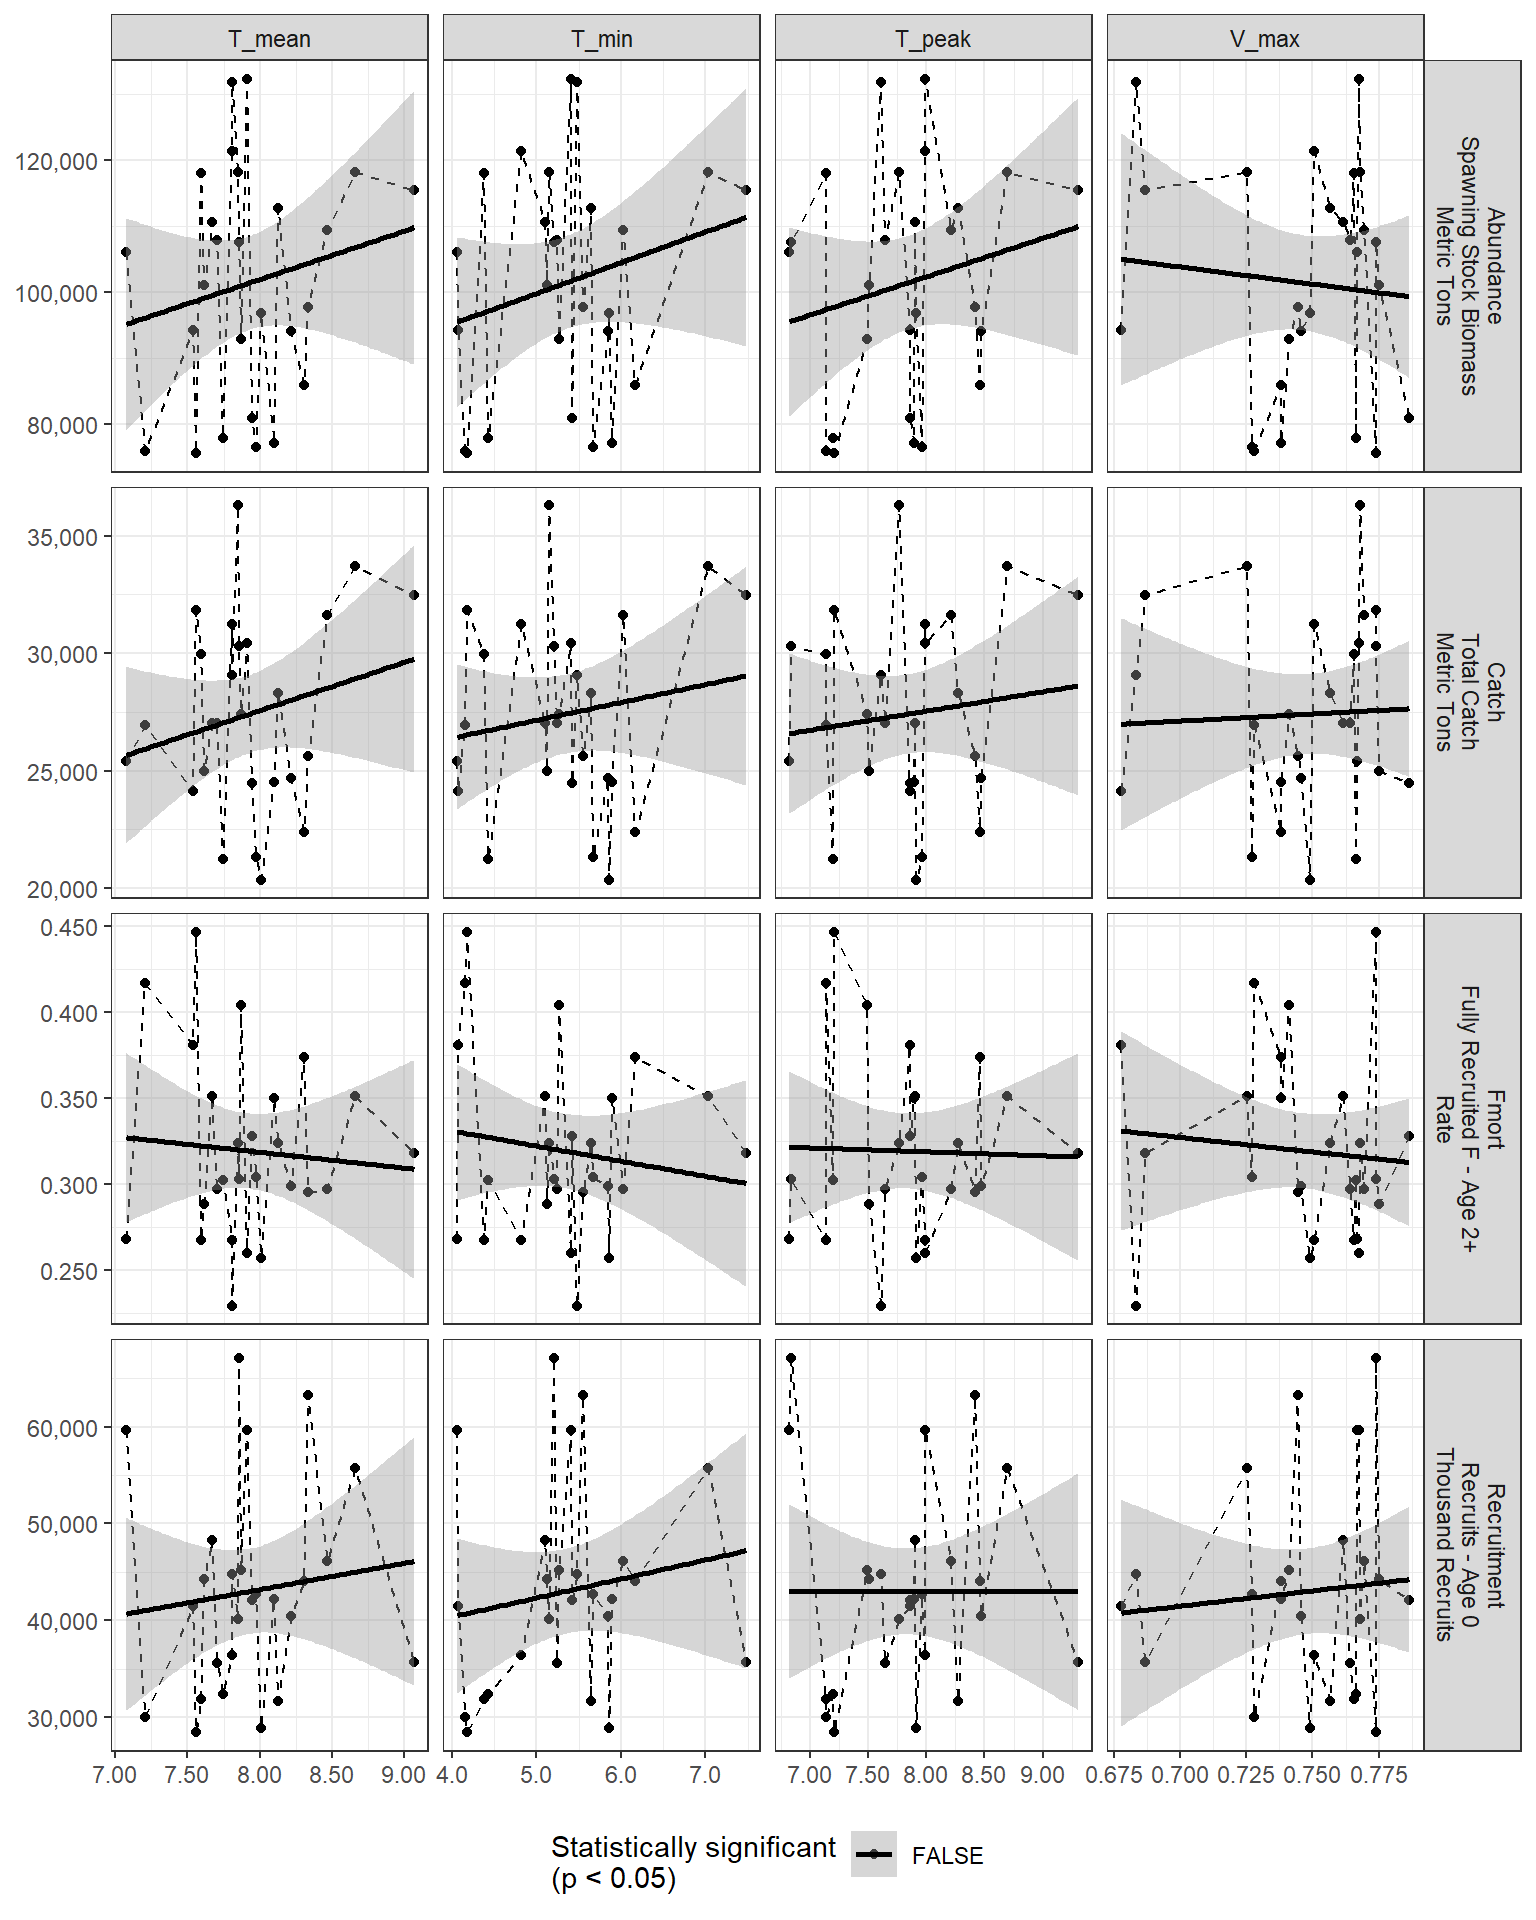 T_mean
T_min
T_peak
V_max
120,000
100,000
80,000
Abundance
Spawning Stock Biomass
Metric Tons
35,000
30,000
25,000
20,000
Catch
Total Catch
Metric Tons
0.450
0.400
0.350
0.300
0.250
Fmort
Fully Recruited F - Age 2+
Rate
60,000
50,000
40,000
30,000
Recruitment
Recruits - Age 0
Thousand Recruits
7.00 7.50 8.00 8.50 9.00
4.0 5.0 6.0 7.0
7.00 7.50 8.00 8.50 9.00
0.675 0.700 0.725 0.750 0.775
Statistically significant
(p < 0.05)
FALSE